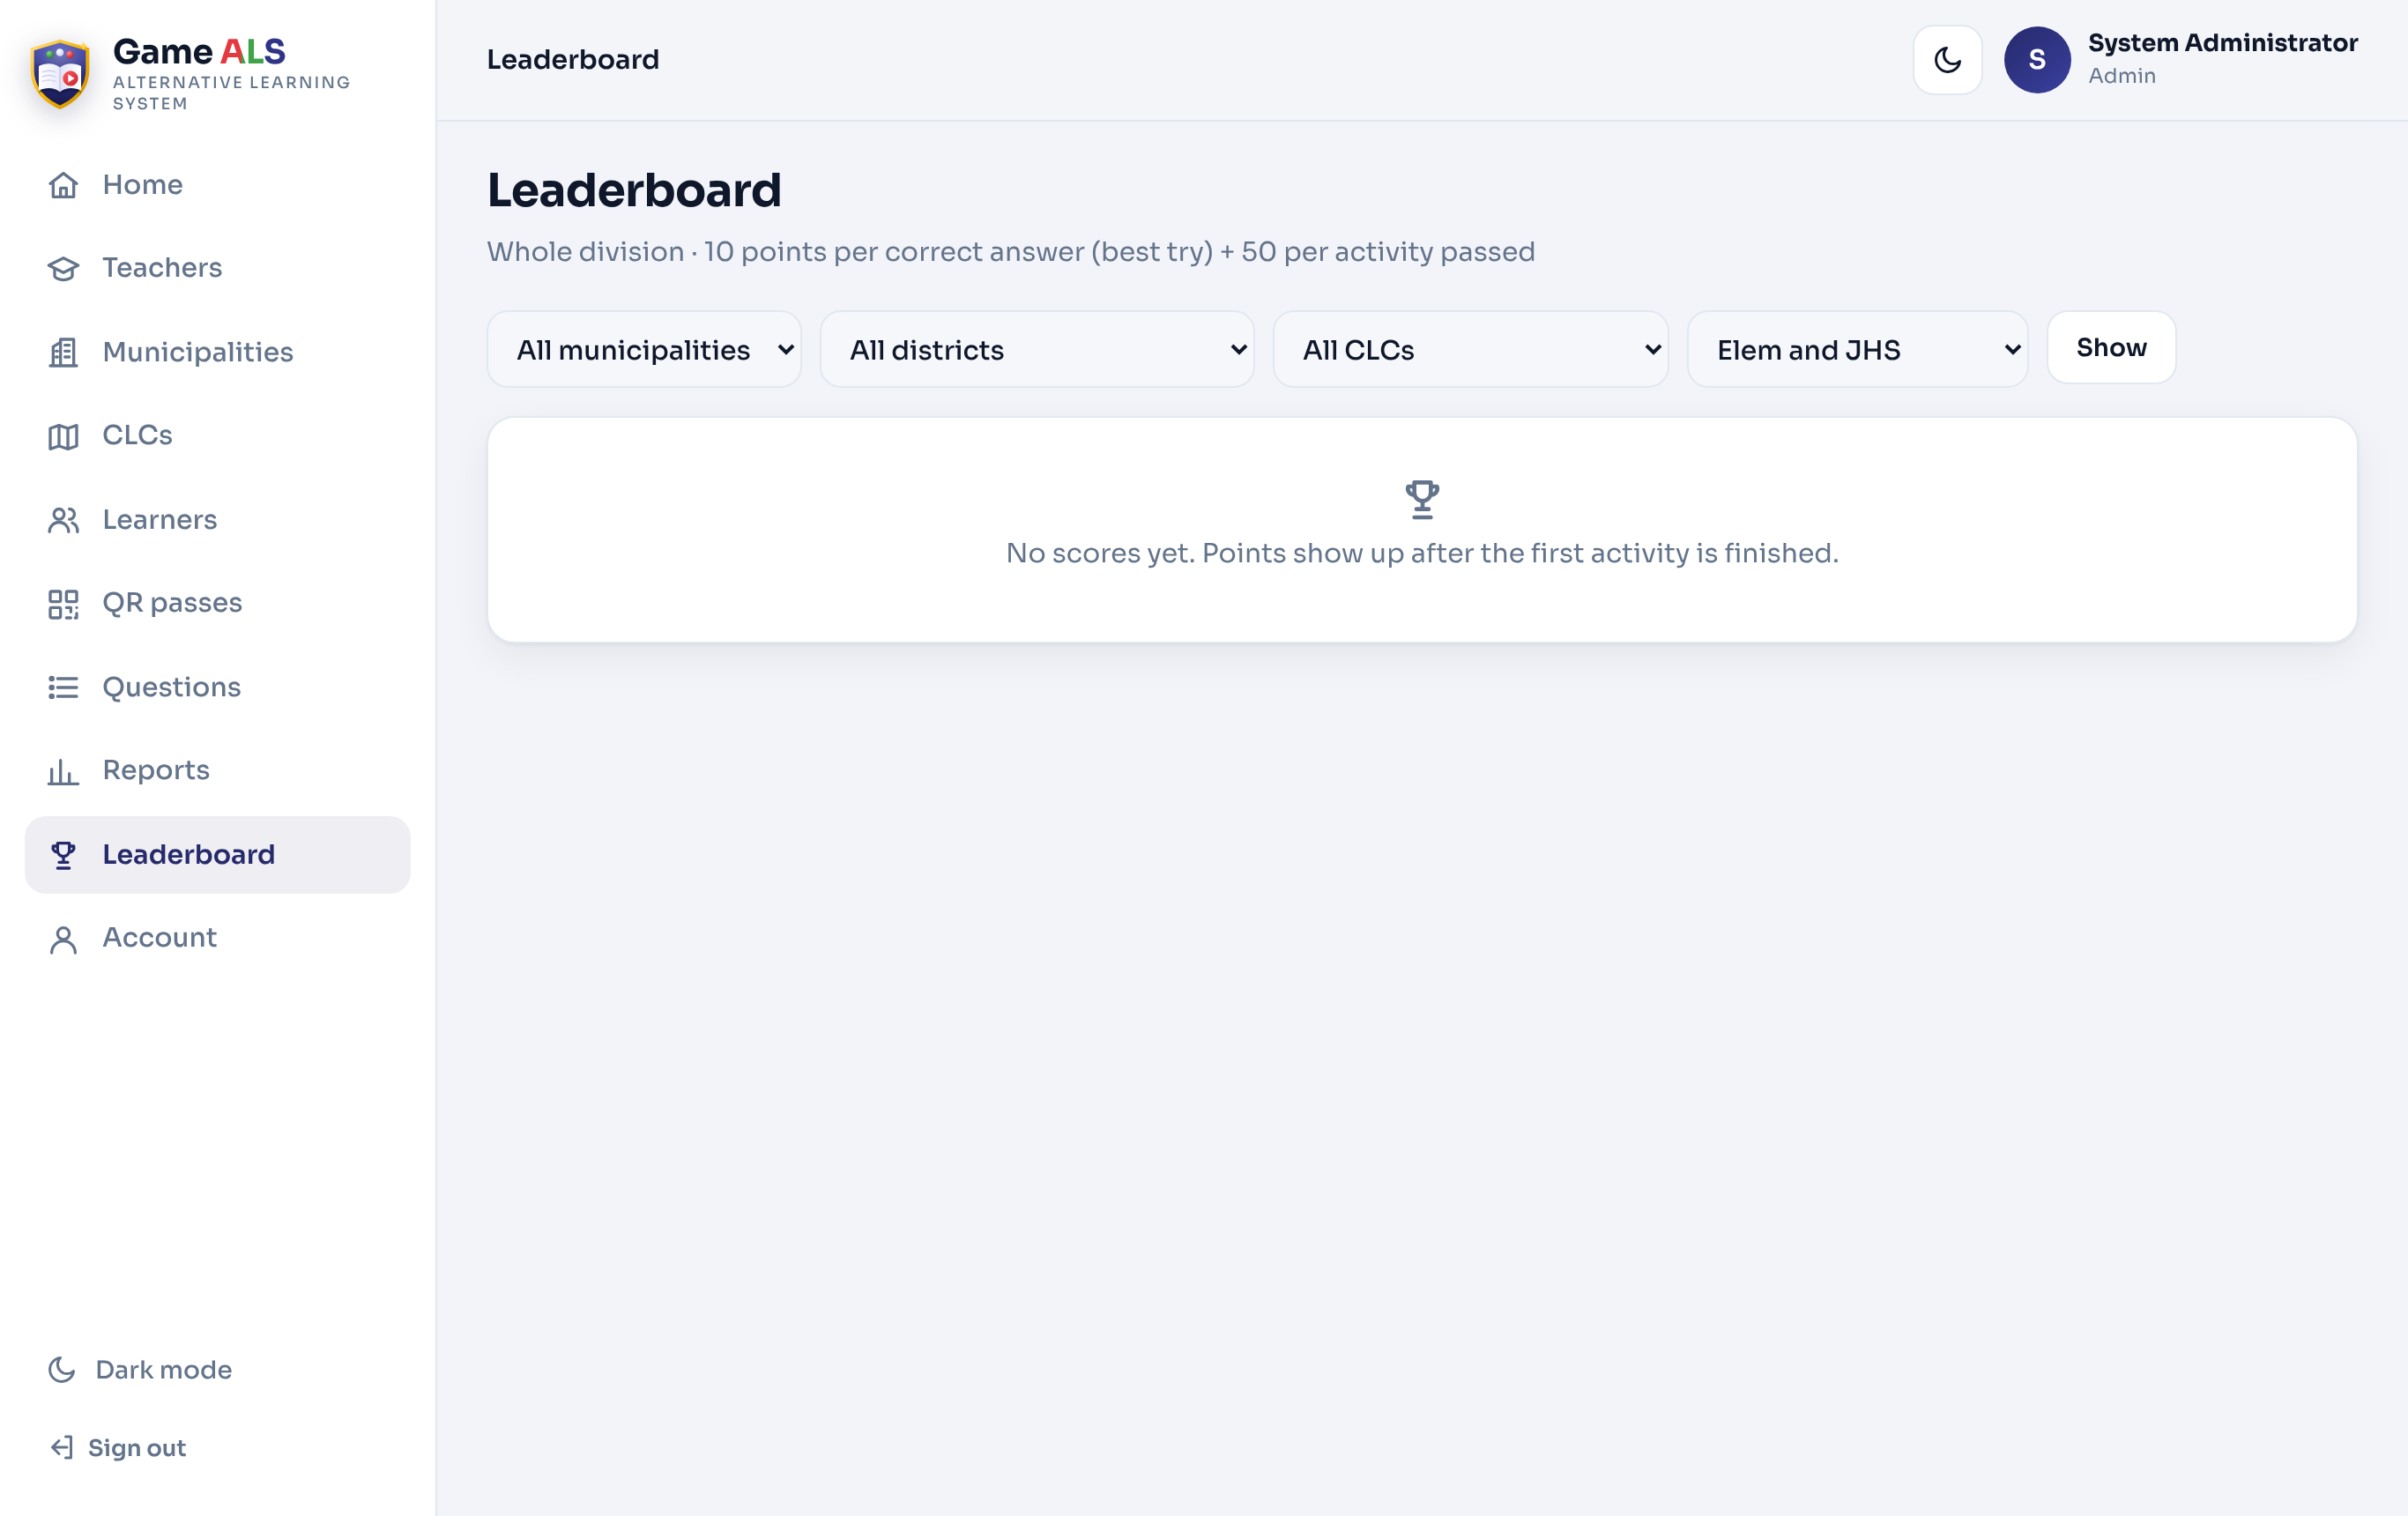 Game ALS
ALTERNATIVE LEARNING
SYSTEM
Home
Teachers
Municipalities
CLCs
Learners
QR passes
Questions
Reports
Leaderboard
Account
Dark mode
Sign out
Leaderboard
S
System Administrator
Admin
Leaderboard
Whole division · 10 points per correct answer (best try) + 50 per activity passed
All municipalities
All districts
All CLCs
Elem and JHS
Show
No scores yet. Points show up after the first activity is finished.